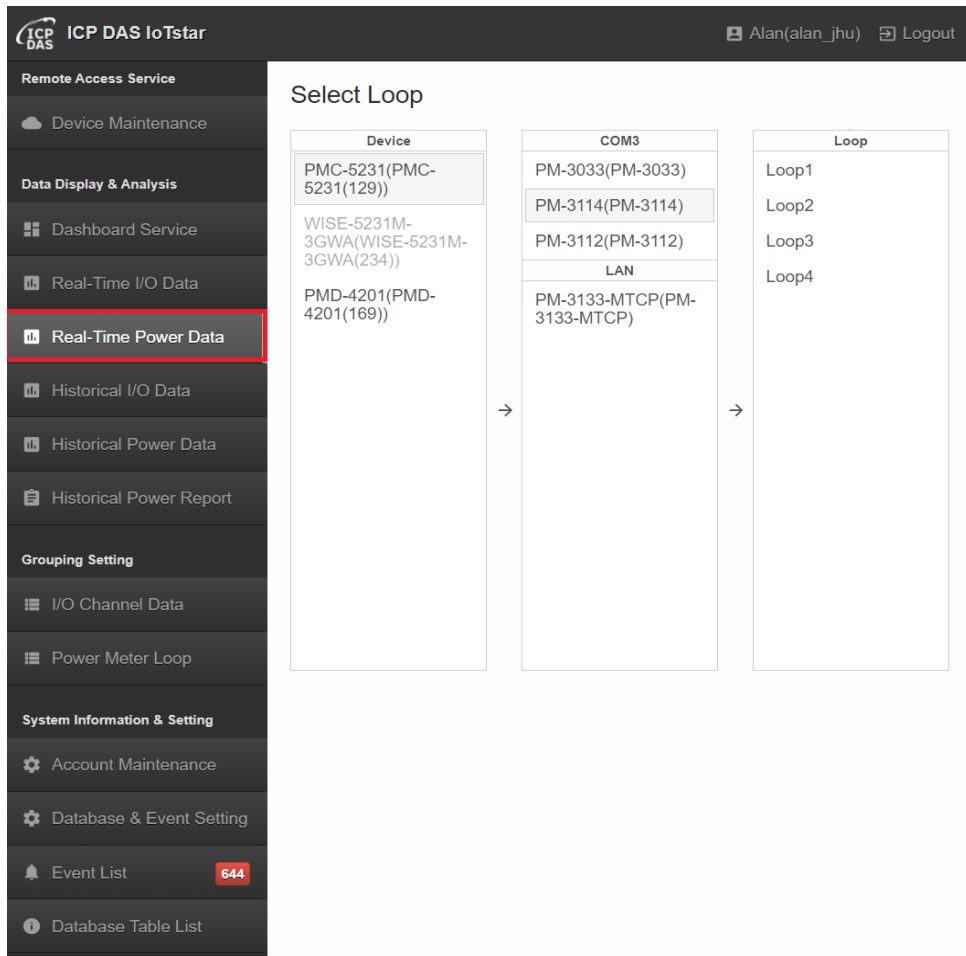 ICP DAS
ICP DAS IoTstar
Alan(alan_jhu)
Logout
Remote Access Service
Device Maintenance
Data Display & Analysis
Dashboard Service
Real-Time I/O Data
Real-Time Power Data
Historical I/O Data
Historical Power Data
Historical Power Report
Grouping Setting
I/O Channel Data
Power Meter Loop
System Information & Setting
Account Maintenance
Database & Event Setting
Event List 644
Database Table List
Select Loop
Device
PMC-5231(PMC-
5231(129))
WISE-5231M-
3GWA(WISE-5231M-
3GWA(234))
PMD-4201(PMD-
4201(169))
COM3
PM-3033(PM-3033)
PM-3114(PM-3114)
PM-3112(PM-3112)
LAN
PM-3133-MTCP(PM-
3133-MTCP)
Loop
Loop1
Loop2
Loop3
Loop4